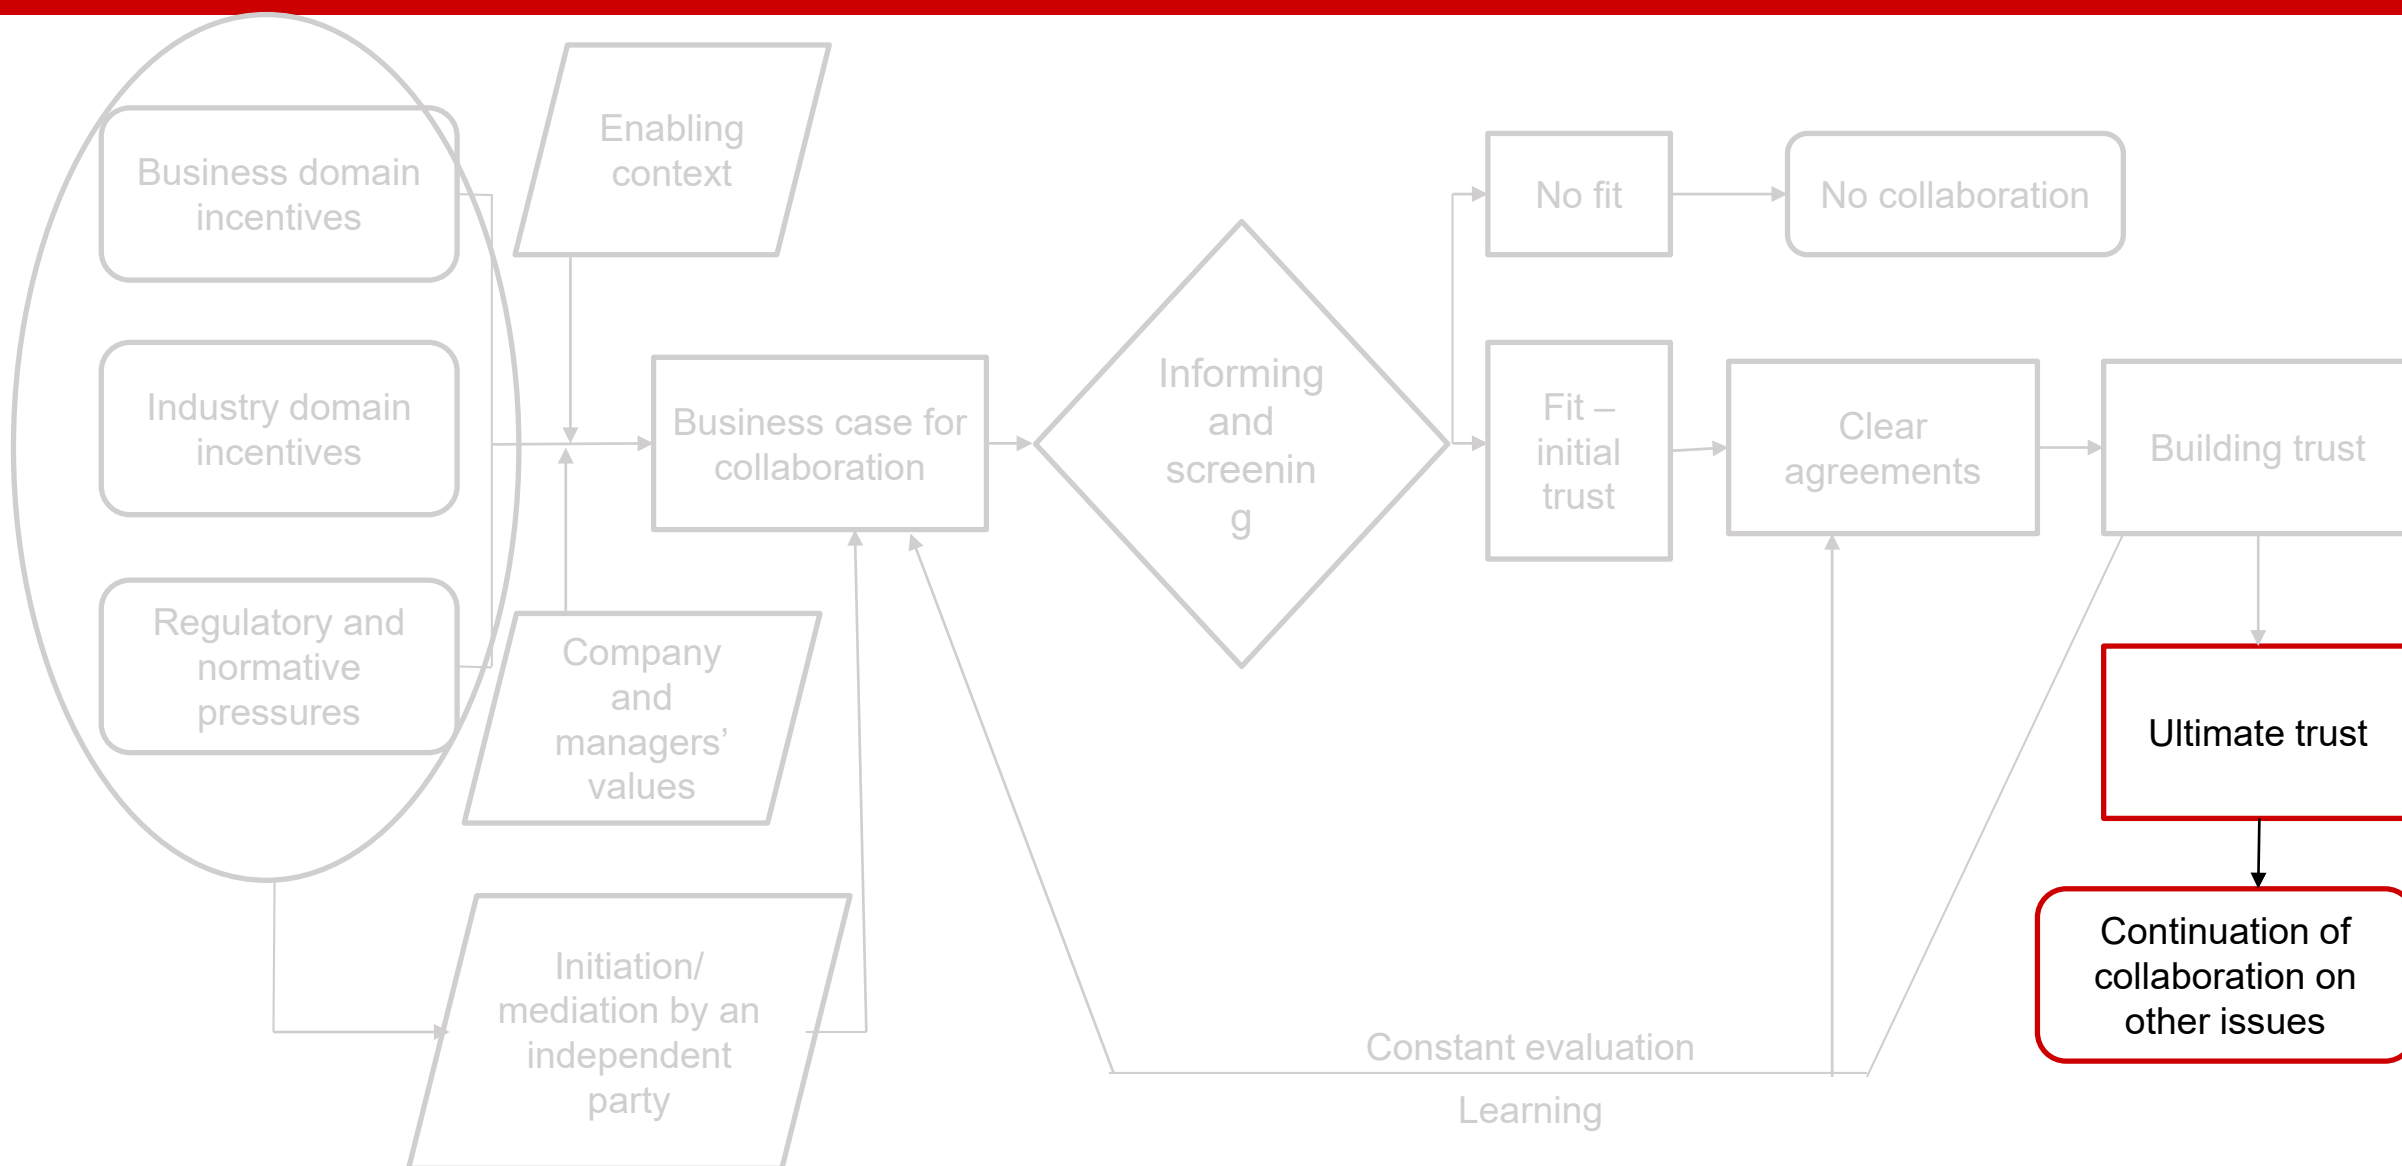 Business domain
incentives
Industry domain
incentives
Regulatory and
normative
pressures
Enabling
context
Company
and
managers’
values
Initiation/
mediation by an
independent
party
Business case for
collaboration
Informing
and
screenin
g
No fit
No collaboration
Fit –
initial
trust
Clear
agreements
Building trust
Ultimate trust
Continuation of
collaboration on
other issues
Constant evaluation
Learning